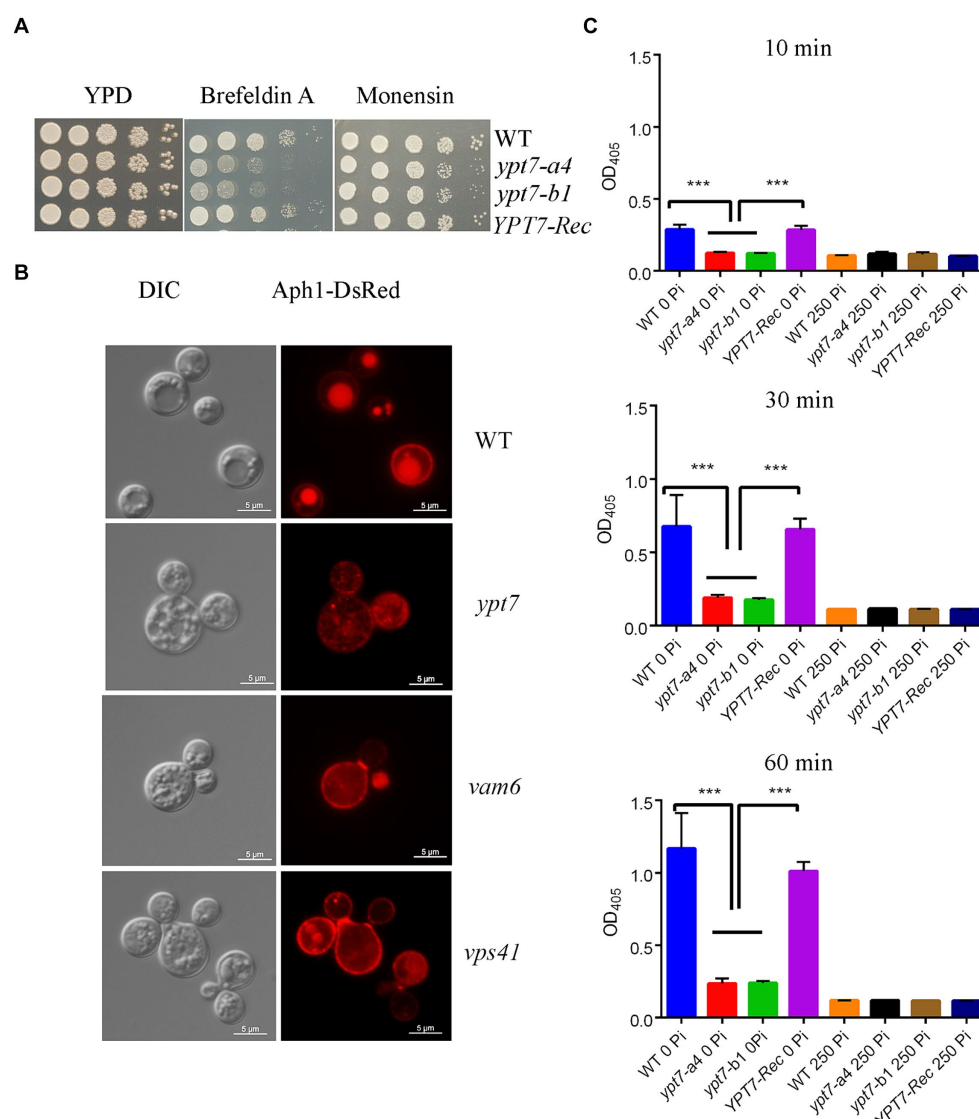 A
YPD
Brefeldin A
Monensin
WT
ypt7-a4
ypt7-b1
YPT7-Rec
B
DIC
Aph1-DsRed
WT
5 µm
5 µm
ypt7
5 µm
5 µm
vam6
5 µm
5 µm
vps41
5 µm
5 µm
C
10 min
1.5
1.0
0.5
0.0
OD405
*** ***
WT 0 Pi
ypt7-a4 0 Pi
ypt7-b1 0 Pi
YPT7-Rec 0 Pi
WT 250 Pi
ypt7-a4 250 Pi
ypt7-b1 250 Pi
YPT7-Rec 250 Pi
30 min
1.5
1.0
0.5
0.0
OD405
*** ***
WT 0 Pi
ypt7-a4 0 Pi
ypt7-b1 0 Pi
YPT7-Rec 0 Pi
WT 250 Pi
ypt7-a4 250 Pi
ypt7-b1 250 Pi
YPT7-Rec 250 Pi
60 min
1.5
1.0
0.5
0.0
OD405
*** ***
WT 0 Pi
ypt7-a4 0 Pi
ypt7-b1 0Pi
YPT7-Rec 0 Pi
WT 250 Pi
ypt7-a4 250 Pi
ypt7-b1 250 Pi
YPT7-Rec 250 Pi